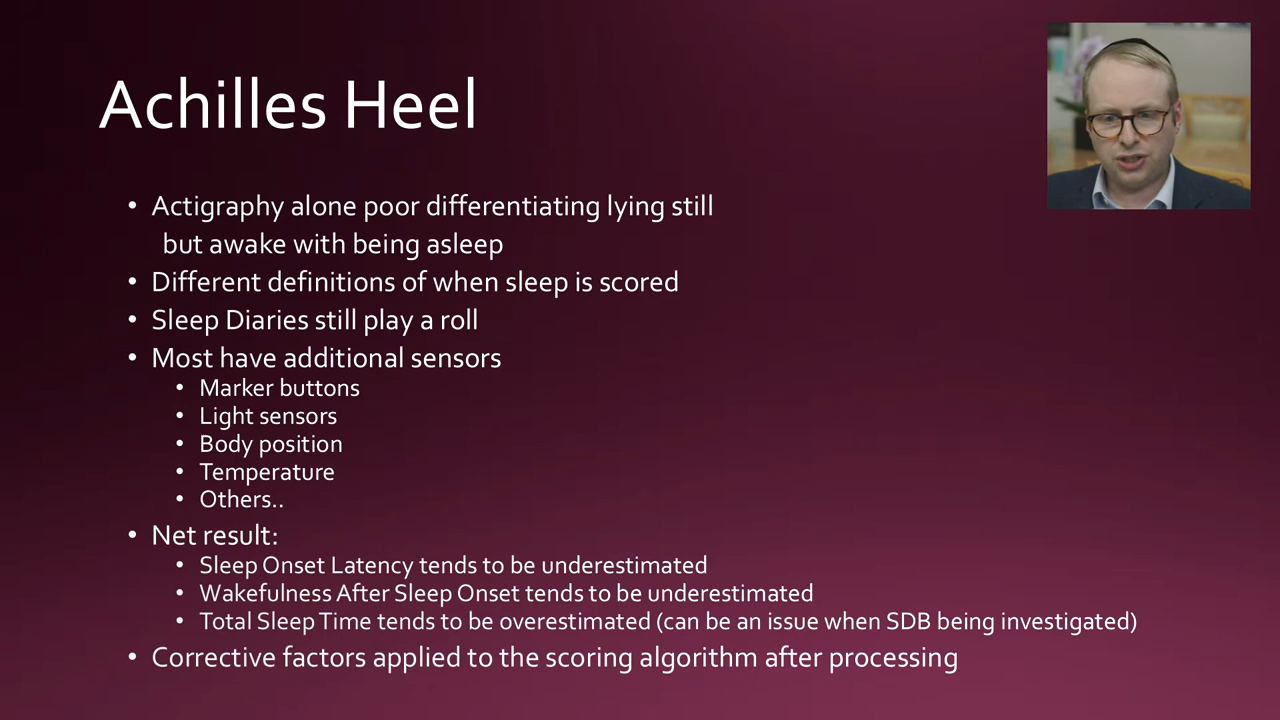 Achilles Heel
• Actigraphy alone poor differentiating lying still
but awake with being asleep
• Different definitions of when sleep is scored
• Sleep Diaries still play a roll
• Most have additional sensors
• Marker buttons
• Light sensors
• Body position
• Temperature
• Others..
• Net result:
• Sleep Onset Latency tends to be underestimated
• Wakefulness After Sleep Onset tends to be underestimated
• Total Sleep Time tends to be overestimated (can be an issue when SDB being investigated)
• Corrective factors applied to the scoring algorithm after processing